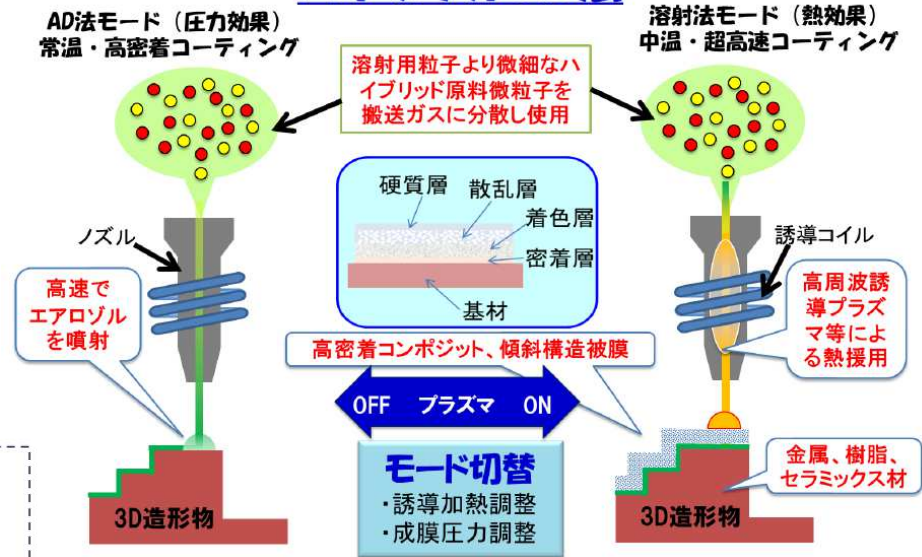 AD法モード（圧力効果）
常温・高密着コーティング
溶射法モード（熱効果）
中温・超高速コーティング
溶射用粒子より微細なハ
イブリッド原料微粒子を
搬送ガスに分散し使用
硬質層
散乱層
着色層
密着層
基材
ノズル
高速で
エアロゾル
を噴射
誘導コイル
高周波誘
導プラズ
マ等によ
る熱援用
高密着コンポジット、傾斜構造被膜
OFF プラズマ ON
モード切替
・誘導加熱調整
・成膜圧力調整
金属、樹脂、
セラミックス材
3D造形物
3D造形物